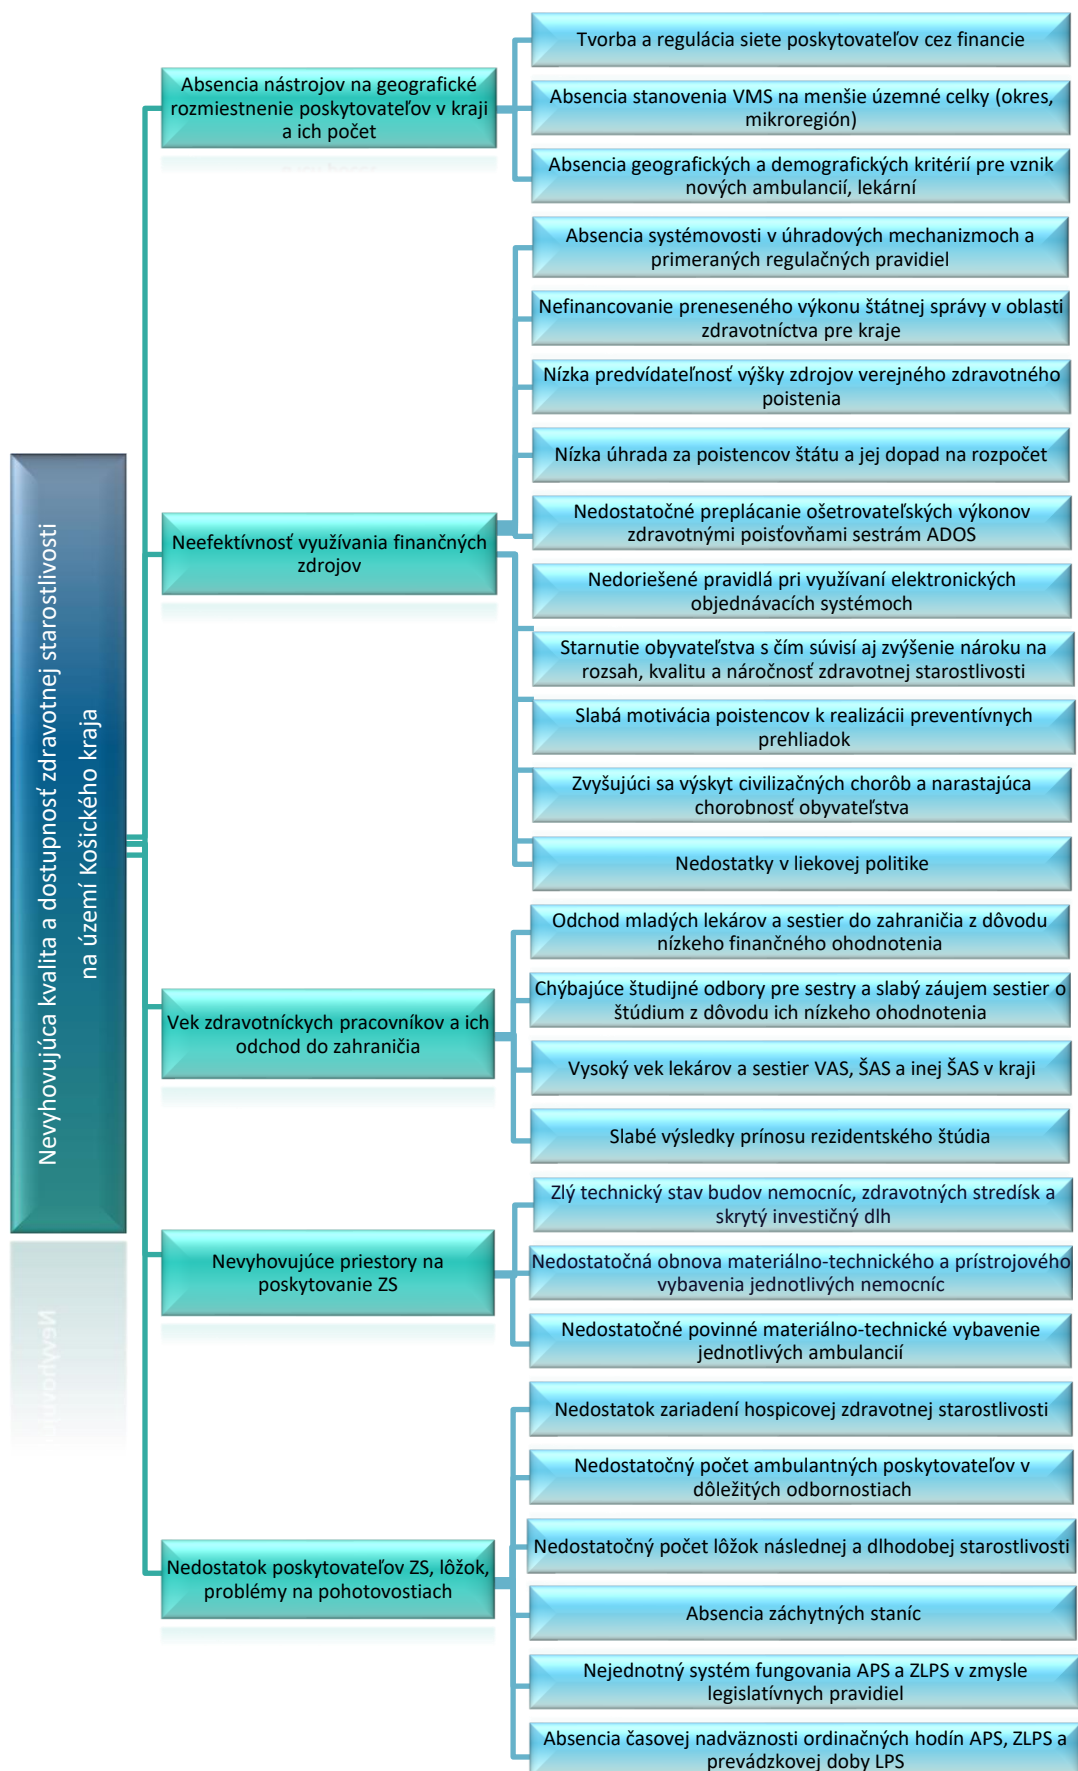 Nevyhovujúca kvalita a dostupnosť zdravotnej starostlivosti
na území Košického kraja
Absencia nástrojov na geografické
rozmiestnenie poskytovateľov v kraji
a ich počet
Tvorba a regulácia siete poskytovateľov cez financie
Absencia stanovenia VMS na menšie územné celky (okres,
mikroregión)
Absencia geografických a demografických kritérií pre vznik
nových ambulancií, lekární
Neefektívnosť využívania finančných
zdrojov
Absencia systémovosti v úhradových mechanizmoch a
primeraných regulačných pravidiel
Nefinancovanie preneseného výkonu štátnej správy v oblasti
zdravotníctva pre kraje
Nízka predvídateľnosť výšky zdrojov verejného zdravotného
poistenia
Nízka úhrada za poistencov štátu a jej dopad na rozpočet
Nedostatočné preplácanie ošetrovateľských výkonov
zdravotnými poisťovňami sestrám ADOS
Nedoriešené pravidlá pri využívaní elektronických
objednávacích systémoch
Starnutie obyvateľstva s čím súvisí aj zvýšenie nároku na
rozsah, kvalitu a náročnosť zdravotnej starostlivosti
Slabá motivácia poistencov k realizácii preventívnych
prehliadok
Zvyšujúci sa výskyt civilizačných chorôb a narastajúca
chorobnosť obyvateľstva
Nedostatky v liekovej politike
Vek zdravotníckych pracovníkov a ich
odchod do zahraničia
Odchod mladých lekárov a sestier do zahraničia z dôvodu
nízkeho finančného ohodnotenia
Chýbajúce študijné odbory pre sestry a slabý záujem sestier o
štúdium z dôvodu ich nízkeho ohodnotenia
Vysoký vek lekárov a sestier VAS, ŠAS a inej ŠAS v kraji
Slabé výsledky prínosu rezidentského štúdia
Nevyhovujúce priestory na
poskytovanie ZS
Zlý technický stav budov nemocníc, zdravotných stredísk a
skrytý investičný dlh
Nedostatočná obnova materiálno-technického a prístrojového
vybavenia jednotlivých nemocníc
Nedostatočné povinné materiálno-technické vybavenie
jednotlivých ambulancií
Nedostatok poskytovateľov ZS, lôžok,
problémy na pohotovostiach
Nedostatok zariadení hospicovej zdravotnej starostlivosti
Nedostatočný počet ambulantných poskytovateľov v
dôležitých odbornostiach
Nedostatočný počet lôžok následnej a dlhodobej starostlivosti
Absencia záchytných staníc
Nejednotný systém fungovania APS a ZLPS v zmysle
legislatívnych pravidiel
Absencia časovej nadväznosti ordinačných hodín APS, ZLPS a
prevádzkovej doby LPS